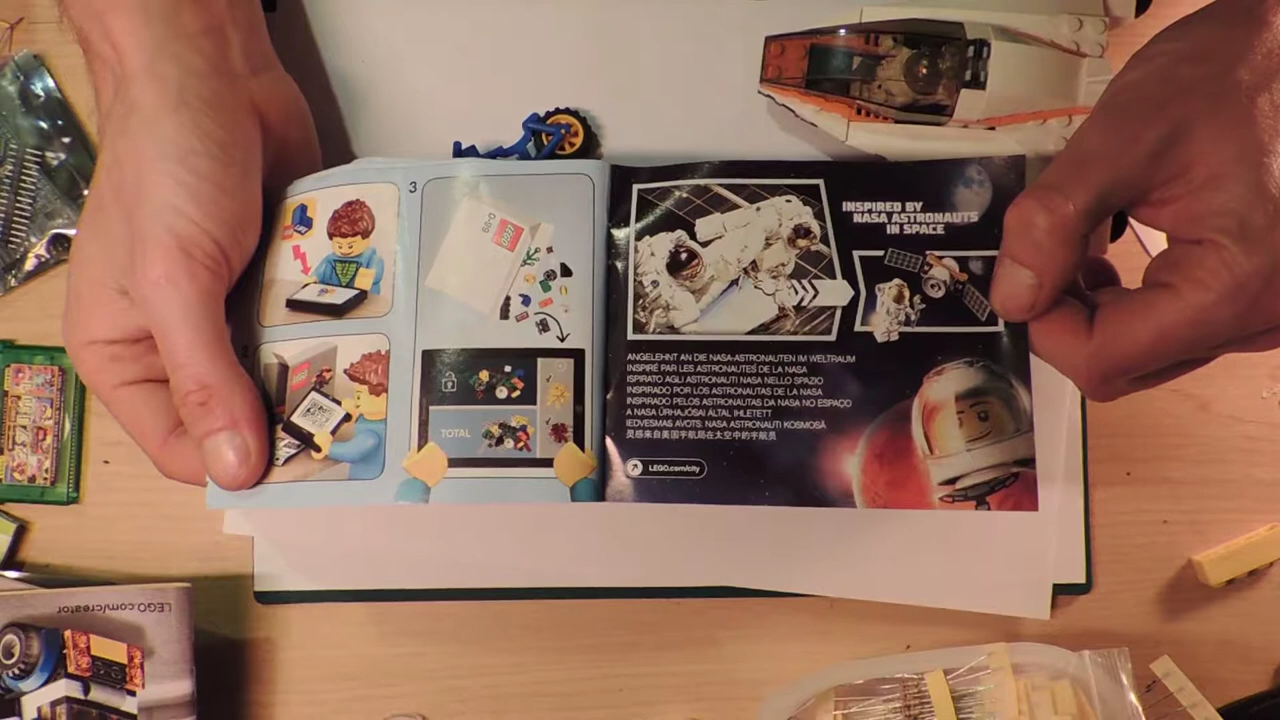 3
LEGO
0-99
LEGO
TOTAL
INSPIRED BY
NASA ASTRONAUTS
IN SPACE
ANGELEHNT AN DIE NASA-ASTRONAUTEN IM WELTRAUM
INSPIRÉ PAR LES ASTRONAUTES DE LA NASA
ISPIRATO AGLI ASTRONAUTI NASA NELLO SPAZIO
INSPIRADO POR LOS ASTRONAUTAS DE LA NASA
INSPIRADO PELOS ASTRONAUTAS DA NASA NO ESPAÇO
A NASA ŰRHAJÓSAI ÁLTAL IHLETETT
IEDVESMAS AVOTS: NASA ASTRONAUTI KOSMOSĀ
灵感来自美国宇航局在太空中的宇航员
LEGO.com/city
LEGO.com/creator